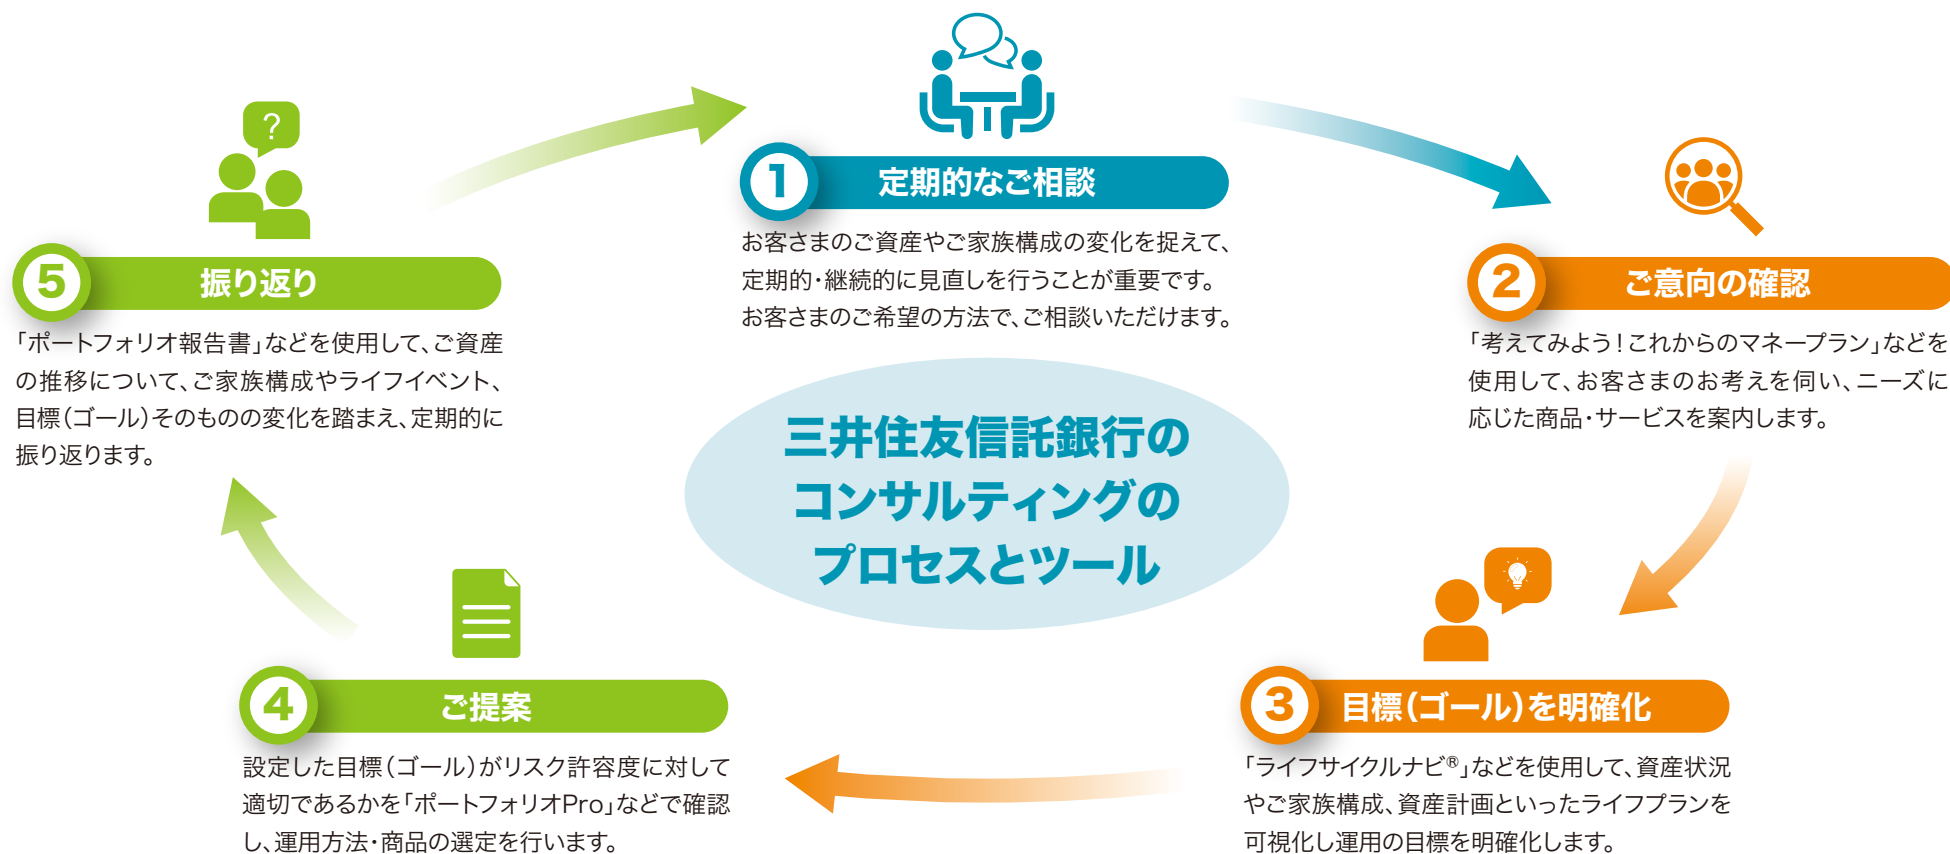 1 定期的なご相談
お客さまのご資産やご家族構成の変化を捉えて、
定期的・継続的に見直しを行うことが重要です。
お客さまのご希望の方法で、ご相談いただけます。
2 ご意向の確認
「考えてみよう！これからのマネープラン」などを
使用して、お客さまのお考えを伺い、ニーズに
応じた商品・サービスを案内します。
3 目標（ゴール）を明確化
「ライフサイクルナビ®」などを使用して、資産状況
やご家族構成、資産計画といったライフプランを
可視化し運用の目標を明確化します。
4 ご提案
設定した目標（ゴール）がリスク許容度に対して
適切であるかを「ポートフォリオPro」などで確認
し、運用方法・商品の選定を行います。
5 振り返り
「ポートフォリオ報告書」などを使用して、ご資産
の推移について、ご家族構成やライフイベント、
目標（ゴール）そのものの変化を踏まえ、定期的に
振り返ります。
?
三井住友信託銀行の
コンサルティングの
プロセスとツール